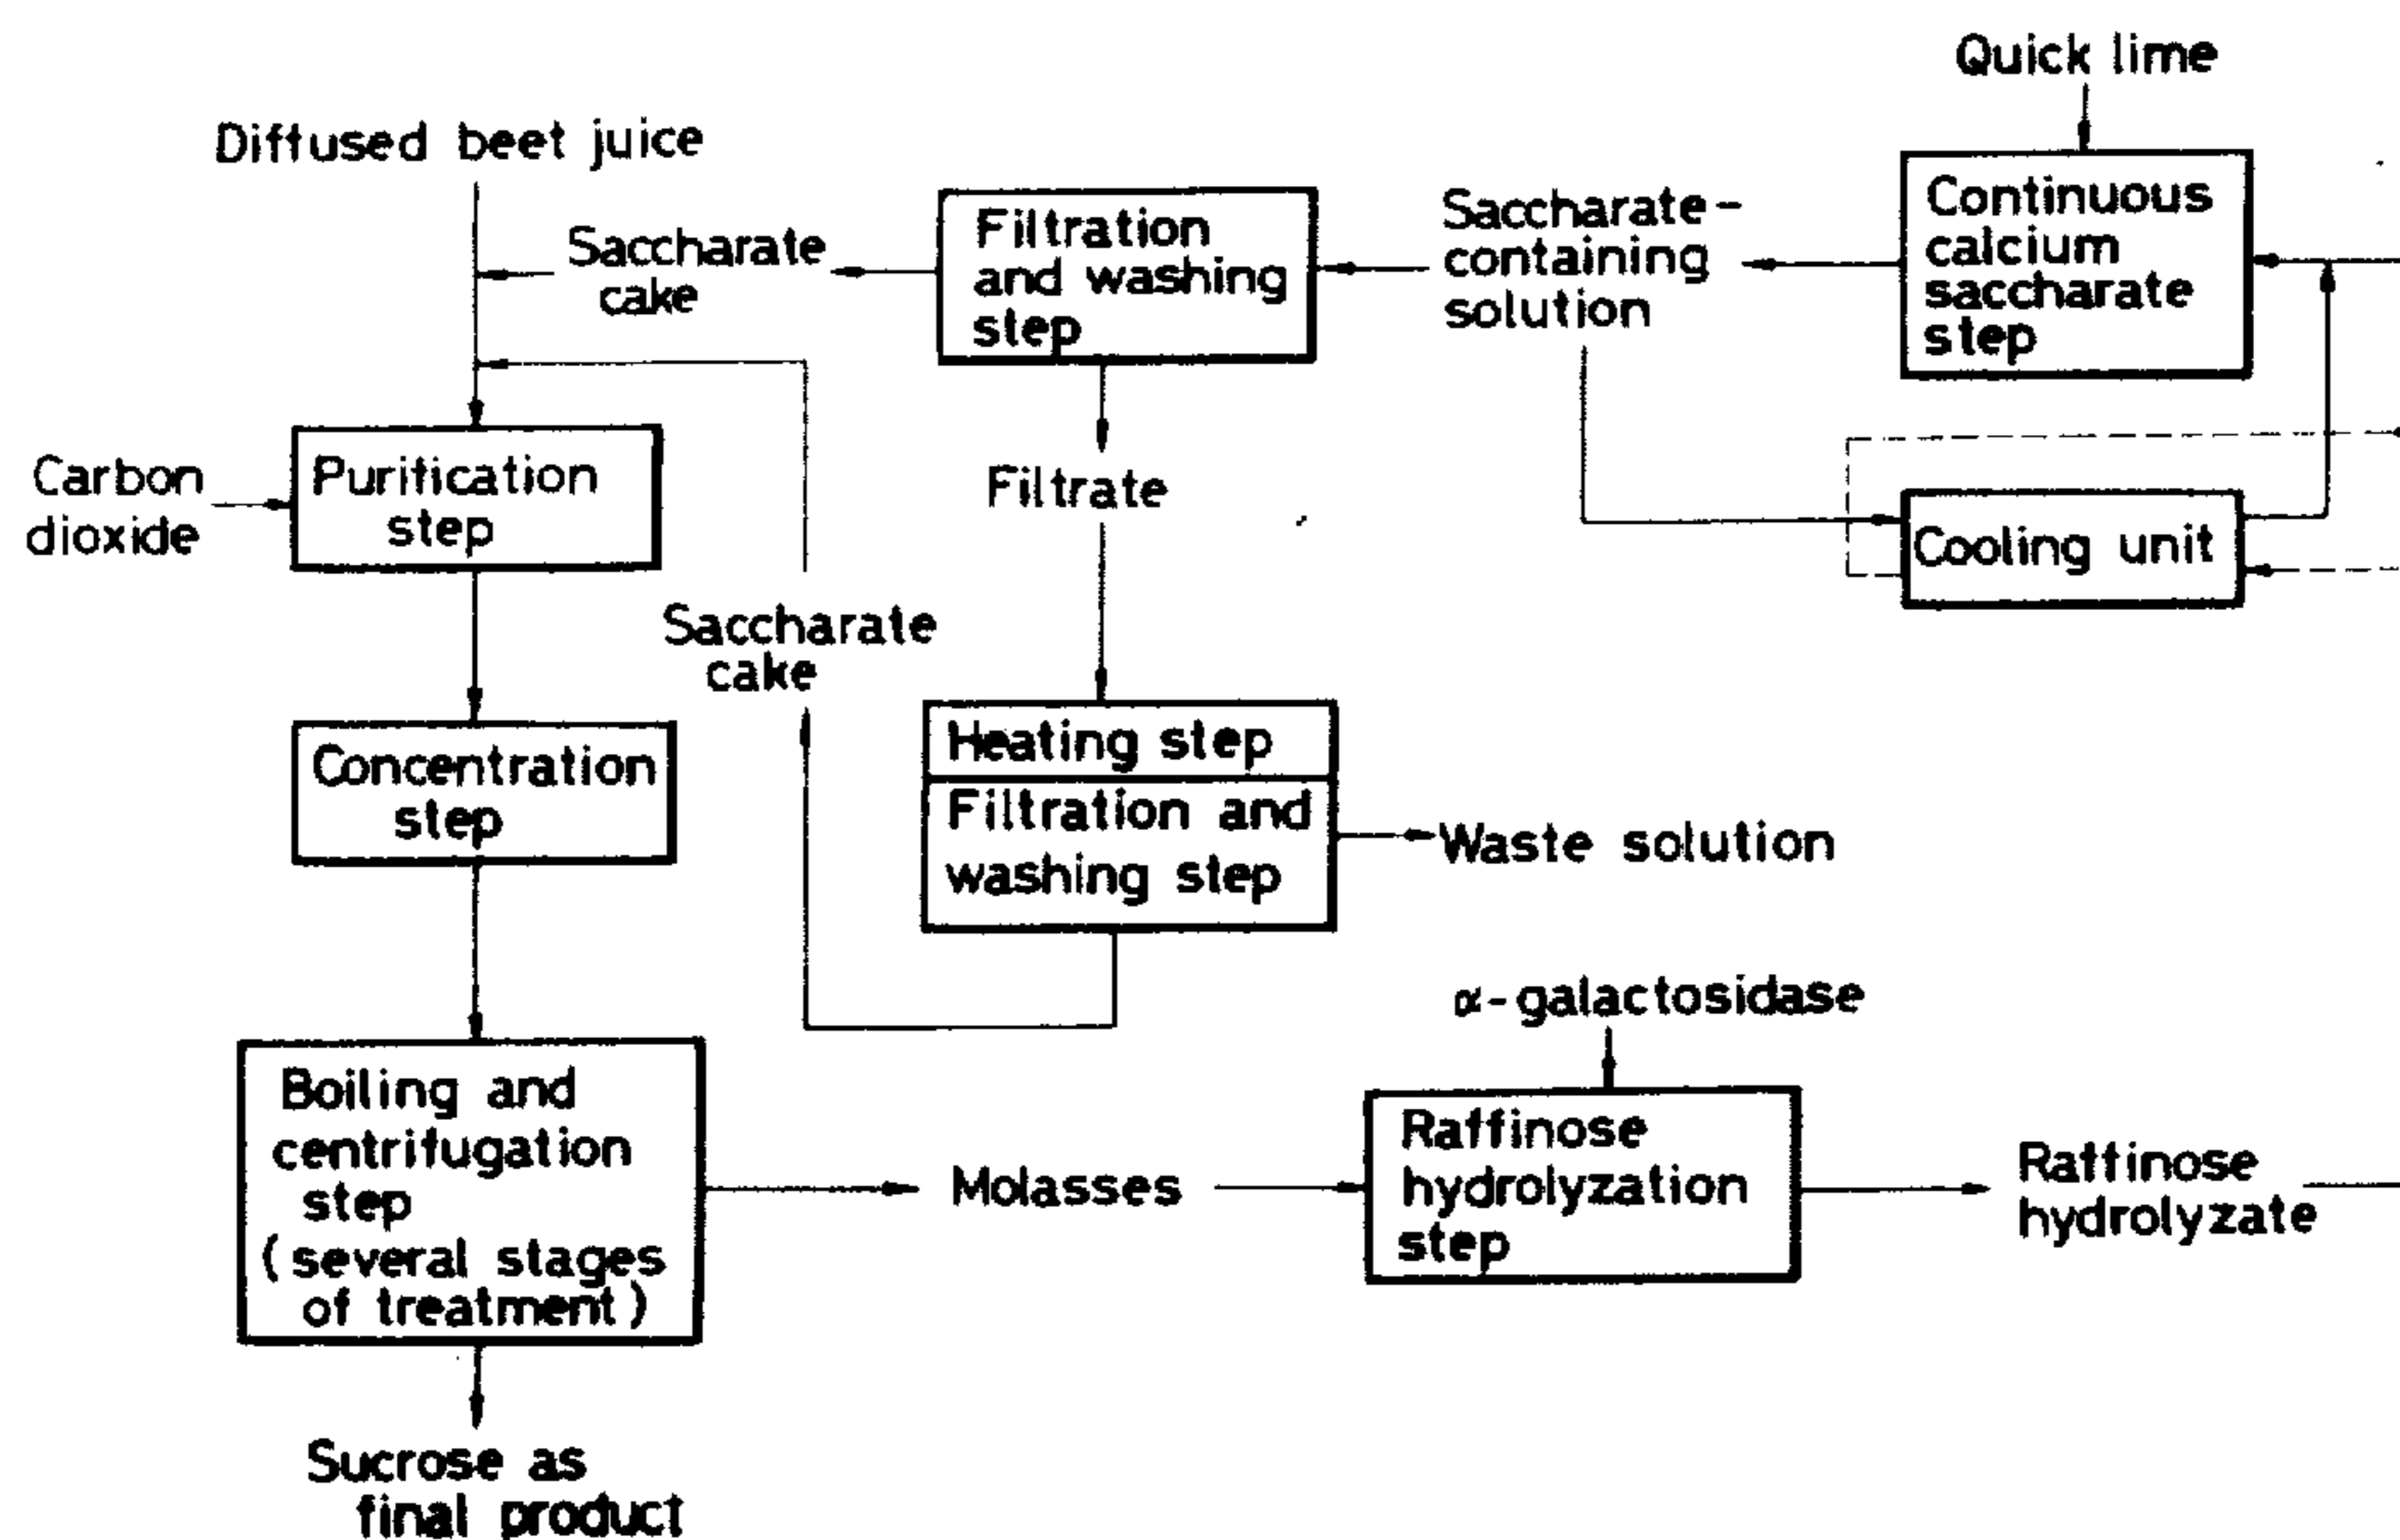 Quick lime
Diffused beet juice
Continuous
calcium
saccharate
step
Saccharate-
containing
solution
Filtration
and washing
step
Saccharate
cake
Carbon
dioxide
Purification
step
Filtrate
Cooling unit
Saccharate
cake
Heating step
Filtration and
washing step
Waste solution
Concentration
step
α-galactosidase
Boiling and
centrifugation
step
(several stages
of treatment)
Molasses
Raffinose
hydrolyzation
step
Raffinose
hydrolyzate
Sucrose as
final product